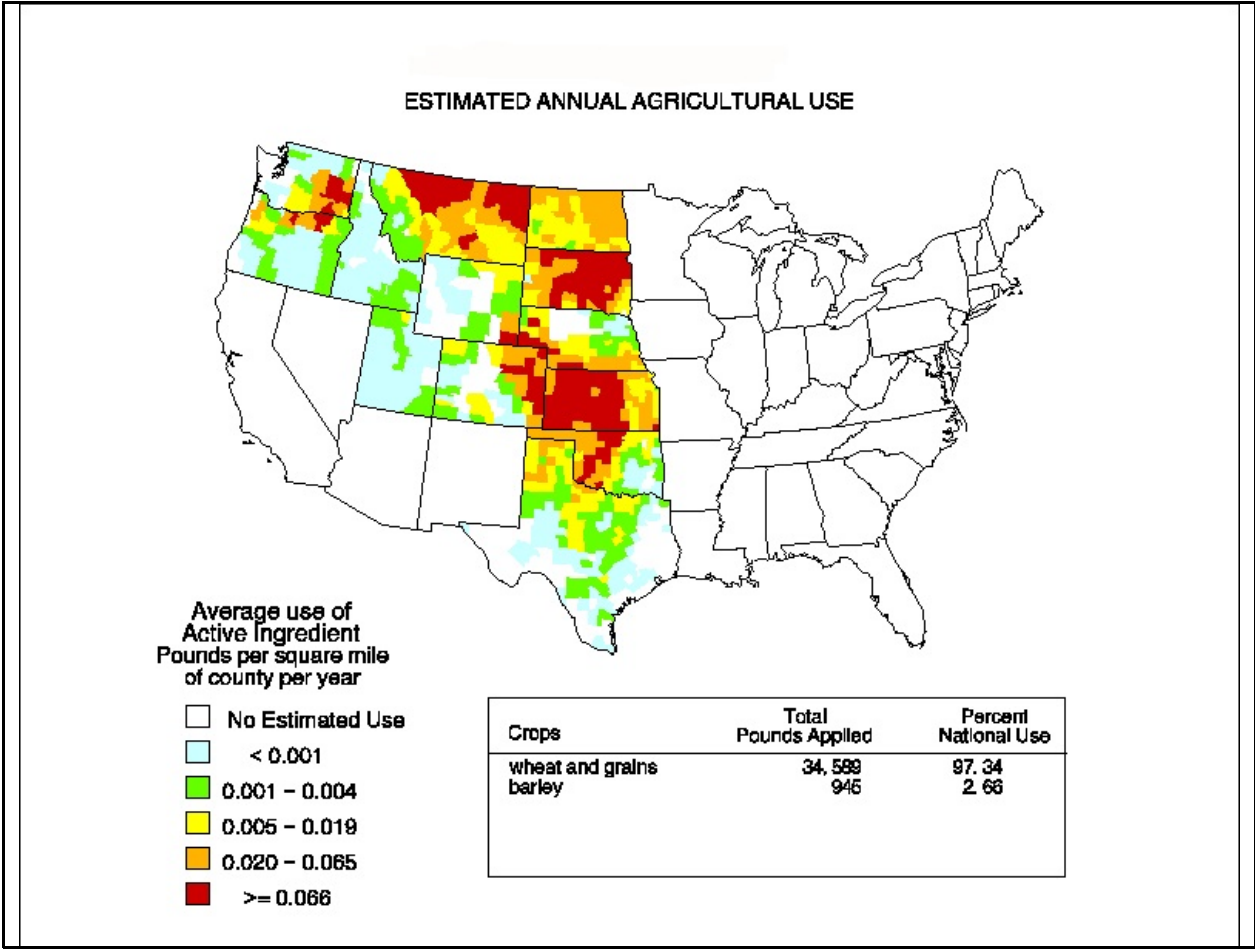 ESTIMATED ANNUAL AGRICULTURAL USE
Average use of
Active Ingredient
Pounds per square mile
of county per year
No Estimated Use
< 0.001
0.001 - 0.004
0.005 - 0.019
0.020 - 0.065
>= 0.066
Crops Total Pounds Applied Percent National Use
wheat and grains 34, 589 97. 34
barley 945 2. 66